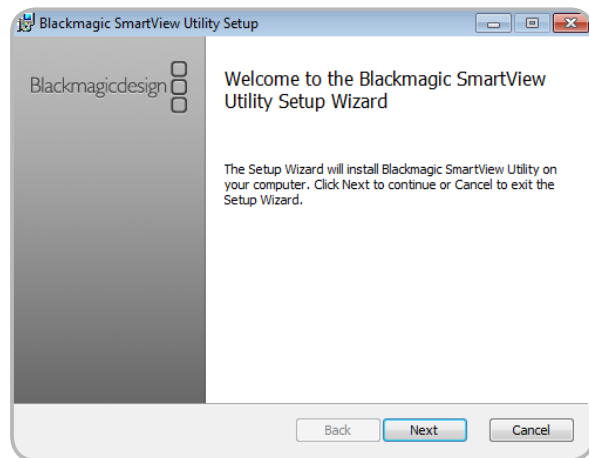 Blackmagic SmartView Utility Setup
Blackmagicdesign
Welcome to the Blackmagic SmartView
Utility Setup Wizard
The Setup Wizard will install Blackmagic SmartView Utility on
your computer. Click Next to continue or Cancel to exit the
Setup Wizard.
Back Next Cancel